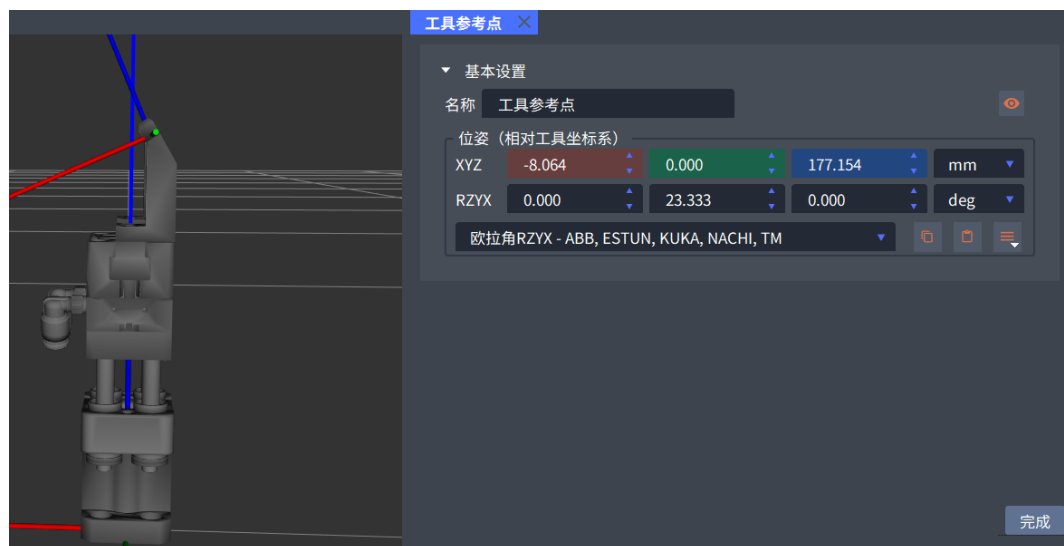 工具参考点
基本设置
名称 工具参考点
位姿（相对工具坐标系）
XYZ -8.064 0.000 177.154 mm
RZYX 0.000 23.333 0.000 deg
欧拉角RZYX - ABB, ESTUN, KUKA, NACHI, TM
完成